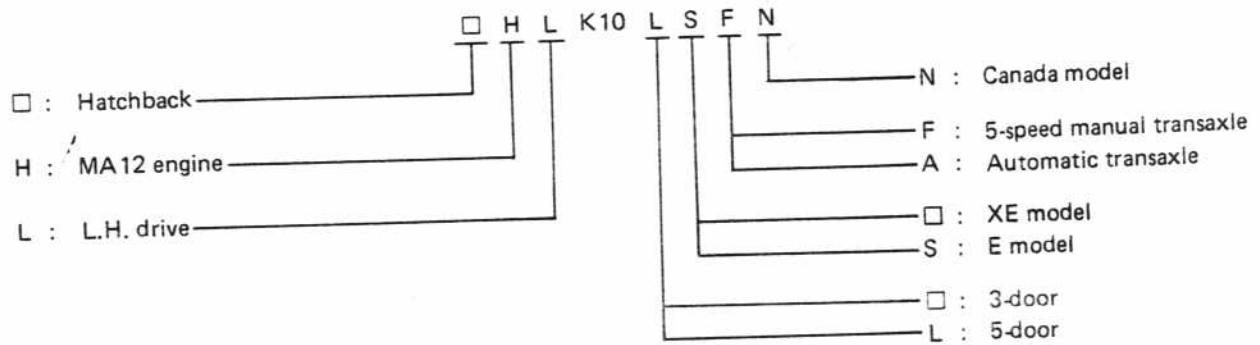 □ H L K10 L S F N
N : Canada model
□ : Hatchback
F : 5-speed manual transaxle
H : MA12 engine
A : Automatic transaxle
□ : XE model
L : L.H. drive
S : E model
□ : 3-door
L : 5-door